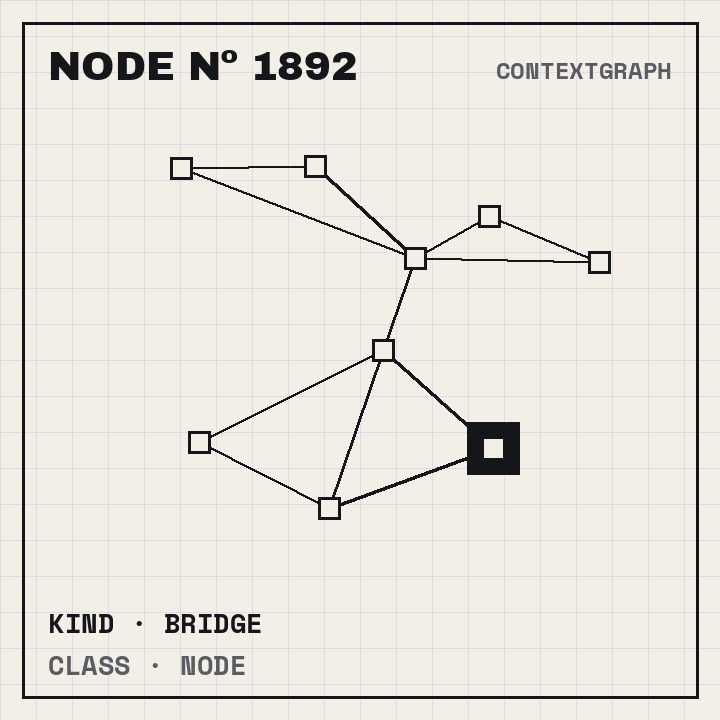 NODE Nº 1892
CONTEXTGRAPH
KIND · BRIDGE
CLASS · NODE